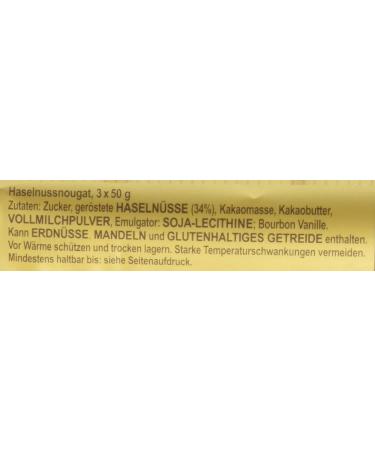 Haselnussnougat, 3 x 50 g
Zutaten: Zucker, geröstete HASELNÜSSE (34%), Kakaomasse, Kakaobutter,
VOLLMILCHPULVER, Emulgator: SOJA-LECITHINE; Bourbon Vanille.
Kann ERDNÜSSE, MANDELN und GLUTENHALTIGES GETREIDE enthalten.
Vor Wärme schützen und trocken lagern. Starke Temperaturschwankungen vermeiden.
Mindestens haltbar bis: siehe Seitenaufdruck.